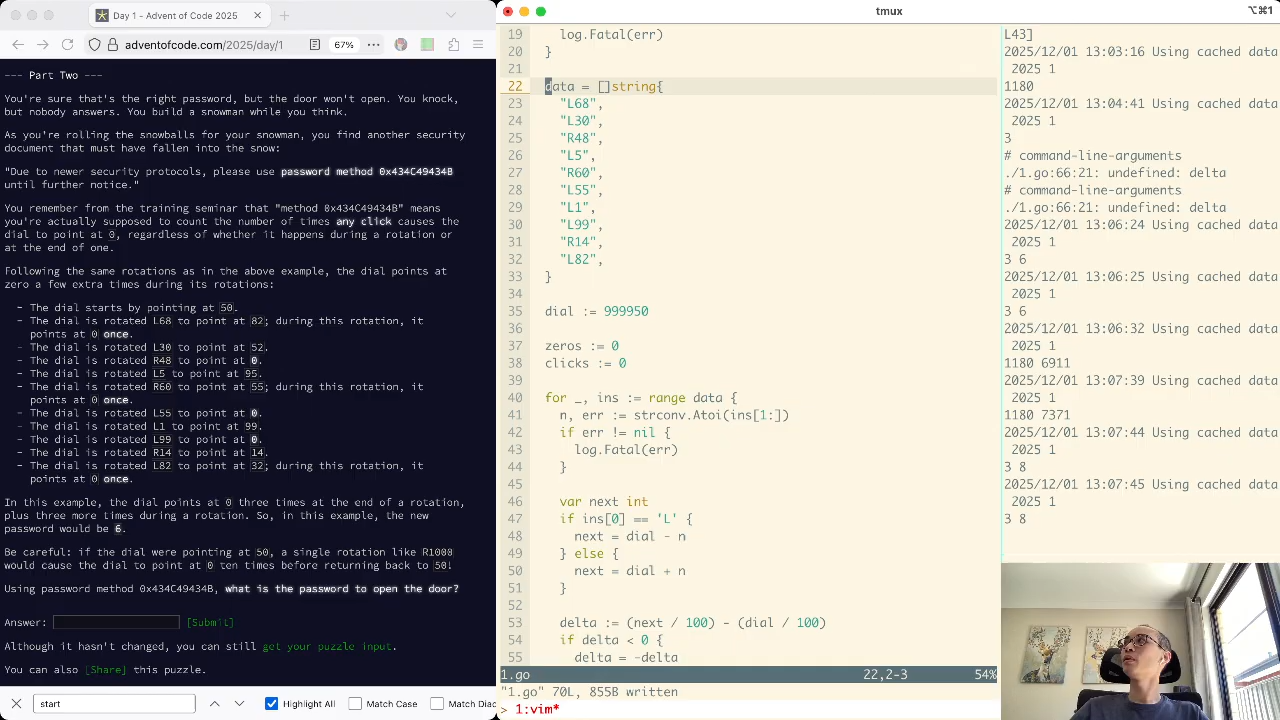 Day 1 - Advent of Code 2025
adventofcode.com/2025/day/1
67%
--- Part Two ---
You're sure that's the right password, but the door won't open. You knock,
but nobody answers. You build a snowman while you think.
As you're rolling the snowballs for your snowman, you find another security
document that must have fallen into the snow:
"Due to newer security protocols, please use password method 0x434C49434B
until further notice."
You remember from the training seminar that "method 0x434C49434B" means
you're actually supposed to count the number of times any click causes the
dial to point at 0, regardless of whether it happens during a rotation or
at the end of one.
Following the same rotations as in the above example, the dial points at
zero a few extra times during its rotations:
- The dial starts by pointing at 50.
- The dial is rotated L68 to point at 82; during this rotation, it
points at 0 once.
- The dial is rotated L30 to point at 52.
- The dial is rotated R48 to point at 0.
- The dial is rotated L5 to point at 95.
- The dial is rotated R60 to point at 55; during this rotation, it
points at 0 once.
- The dial is rotated L55 to point at 0.
- The dial is rotated L1 to point at 99.
- The dial is rotated L99 to point at 0.
- The dial is rotated R14 to point at 14.
- The dial is rotated L82 to point at 32; during this rotation, it
points at 0 once.
In this example, the dial points at 0 three times at the end of a rotation,
plus three more times during a rotation. So, in this example, the new
password would be 6.
Be careful: if the dial were pointing at 50, a single rotation like R1000
would cause the dial to point at 0 ten times before returning back to 50!
Using password method 0x434C49434B, what is the password to open the door?
Answer: [Submit]
Although it hasn't changed, you can still get your puzzle input.
You can also [Share] this puzzle.
start
Highlight All
Match Case
Match Diac
tmux
⌥⌘1
19 log.Fatal(err)
20 }
21
22 data = []string{
23 "L68",
24 "L30",
25 "R48",
26 "L5",
27 "R60",
28 "L55",
29 "L1",
30 "L99",
31 "R14",
32 "L82",
33 }
34
35 dial := 999950
36
37 zeros := 0
38 clicks := 0
39
40 for _, ins := range data {
41 n, err := strconv.Atoi(ins[1:])
42 if err != nil {
43 log.Fatal(err)
44 }
45
46 var next int
47 if ins[0] == 'L' {
48 next = dial - n
49 } else {
50 next = dial + n
51 }
52
53 delta := (next / 100) - (dial / 100)
54 if delta < 0 {
55 delta = -delta
1.go 22,2-3 54%
"1.go" 70L, 855B written
> 1:vim*
L43]
2025/12/01 13:03:16 Using cached data
2025 1
1180
2025/12/01 13:04:41 Using cached data
2025 1
3
# command-line-arguments
./1.go:66:21: undefined: delta
# command-line-arguments
./1.go:66:21: undefined: delta
2025/12/01 13:06:24 Using cached data
2025 1
3 6
2025/12/01 13:06:25 Using cached data
2025 1
3 6
2025/12/01 13:06:32 Using cached data
2025 1
1180 6911
2025/12/01 13:07:39 Using cached data
2025 1
1180 7371
2025/12/01 13:07:44 Using cached data
2025 1
3 8
2025/12/01 13:07:45 Using cached data
2025 1
3 8